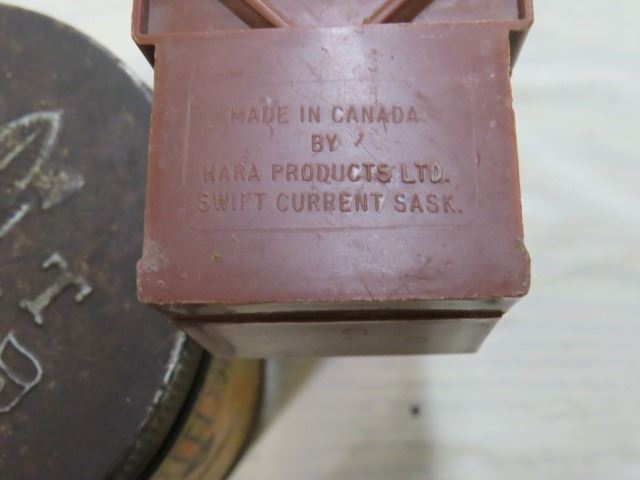 MADE IN CANADA
BY
HARA PRODUCTS LTD.
SWIFT CURRENT SASK.